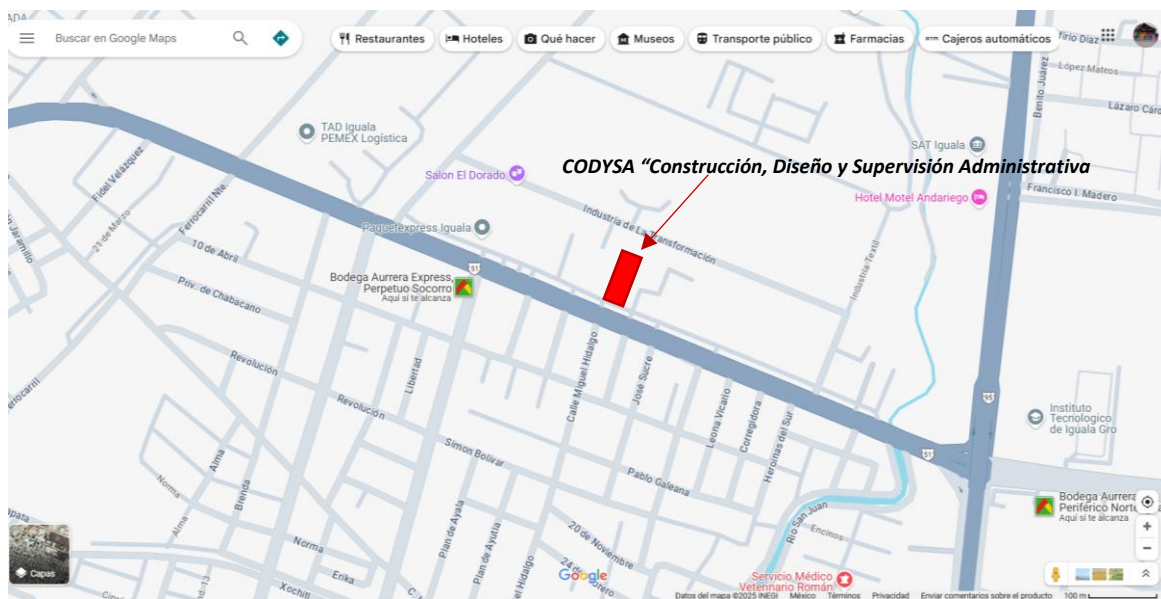 Buscar en Google Maps
Restaurantes
Hoteles
Qué hacer
Museos
Transporte público
Farmacias
Cajeros automáticos
López Mateos
Benito Juárez
TAD Iguala
PEMEX Logística
SAT Iguala
CODYSA “Construcción, Diseño y Supervisión Administrativa
Salon El Dorado
Hotel Motel Andariego
Francisco I. Madero
Fidel Velázquez
21 de Marzo
Ferrocarril Nte.
Industria de La Transformación
Paquetexpress Iguala
10 de Abril
Priv. de Chabacano
Bodega Aurrera Express,
Perpetuo Socorro
Aquí sí te alcanza
51
Industria Textil
Revolución
Libertad
Revolución
Calle Miguel Hidalgo
José Sucre
Leona Vicario
Corregidora
Heroínas del Sur
95
Instituto
Tecnologico
de Iguala Gro
51
Simon Bolivar
Pablo Galeana
Alma
Norma
Alma
Brenda
Norma
Erika
Xochitl
Plan de Ayala
Plan de Ayutla
Hidalgo
20 de Noviembre
Río San Juan
Encinos
Bodega Aurrera
Periférico Norte
Aquí sí te alcanza
Servicio Médico
Veterinario Román
Capas
Google
Datos del mapa ©2025 INEGI México Términos Privacidad Enviar comentarios sobre el producto 100 m